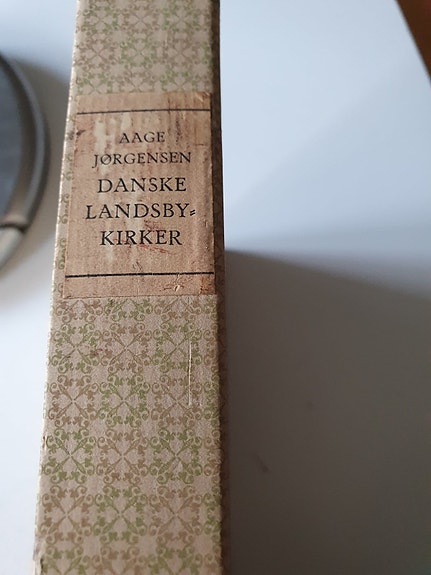 AAGE
JØRGENSEN
DANSKE
LANDSBY-
KIRKER